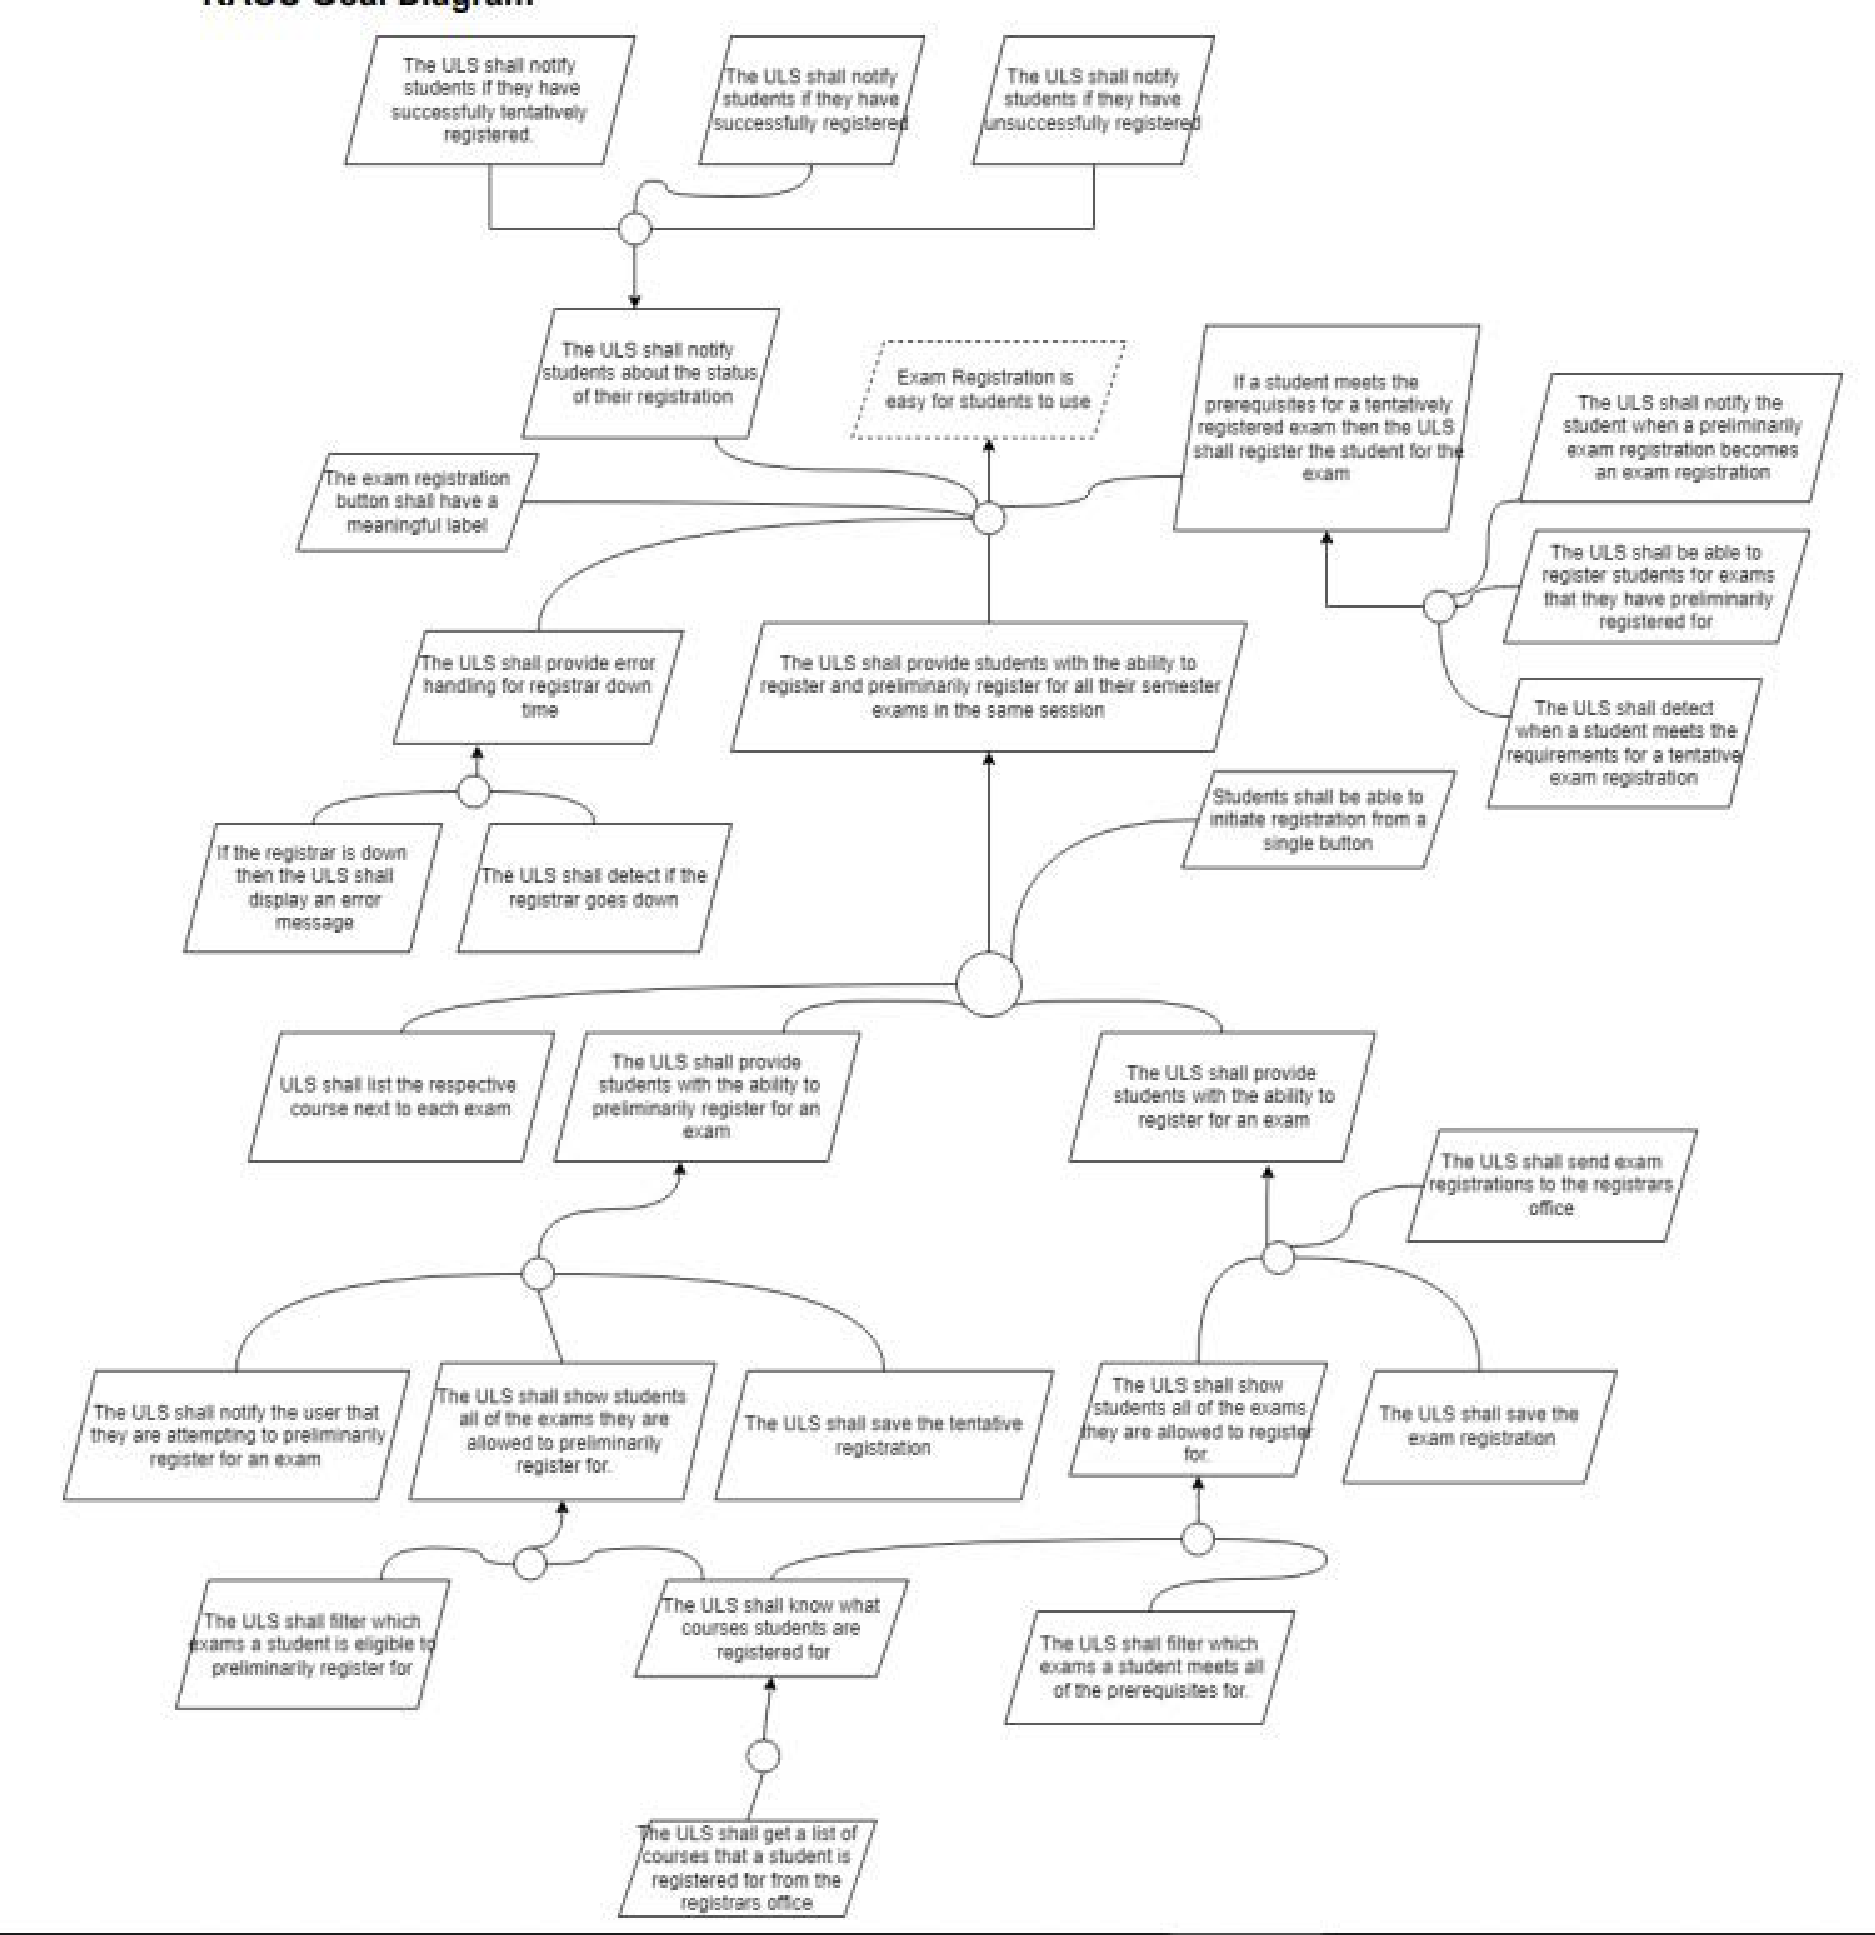 Goal Diagram
The ULS shall notify
students if they have
successfully tentatively
registered.
The ULS shall notify
students if they have
successfully registered
The ULS shall notify
students if they have
unsuccessfully registered
The ULS shall notify
students about the status
of their registration
Exam Registration is
easy for students to use
If a student meets the
prerequisites for a tentatively
registered exam then the ULS
shall register the student for the
exam
The ULS shall notify the
student when a preliminarily
exam registration becomes
an exam registration
The exam registration
button shall have a
meaningful label
The ULS shall be able to
register students for exams
that they have preliminarily
registered for
The ULS shall provide error
handling for registrar down
time
The ULS shall provide students with the ability to
register and preliminarily register for all their semester
exams in the same session
The ULS shall detect
when a student meets the
requirements for a tentative
exam registration
Students shall be able to
initiate registration from a
single button
If the registrar is down
then the ULS shall
display an error
message
The ULS shall detect if the
registrar goes down
ULS shall list the respective
course next to each exam
The ULS shall provide
students with the ability to
preliminarily register for an
exam
The ULS shall provide
students with the ability to
register for an exam
The ULS shall send exam
registrations to the registrars
office
The ULS shall notify the user that
they are attempting to preliminarily
register for an exam
The ULS shall show students
all of the exams they are
allowed to preliminarily
register for.
The ULS shall save the tentative
registration
The ULS shall show
students all of the exams
they are allowed to register
for.
The ULS shall save the
exam registration
The ULS shall filter which
exams a student is eligible to
preliminarily register for
The ULS shall know what
courses students are
registered for
The ULS shall filter which
exams a student meets all
of the prerequisites for.
The ULS shall get a list of
courses that a student is
registered for from the
registrars office